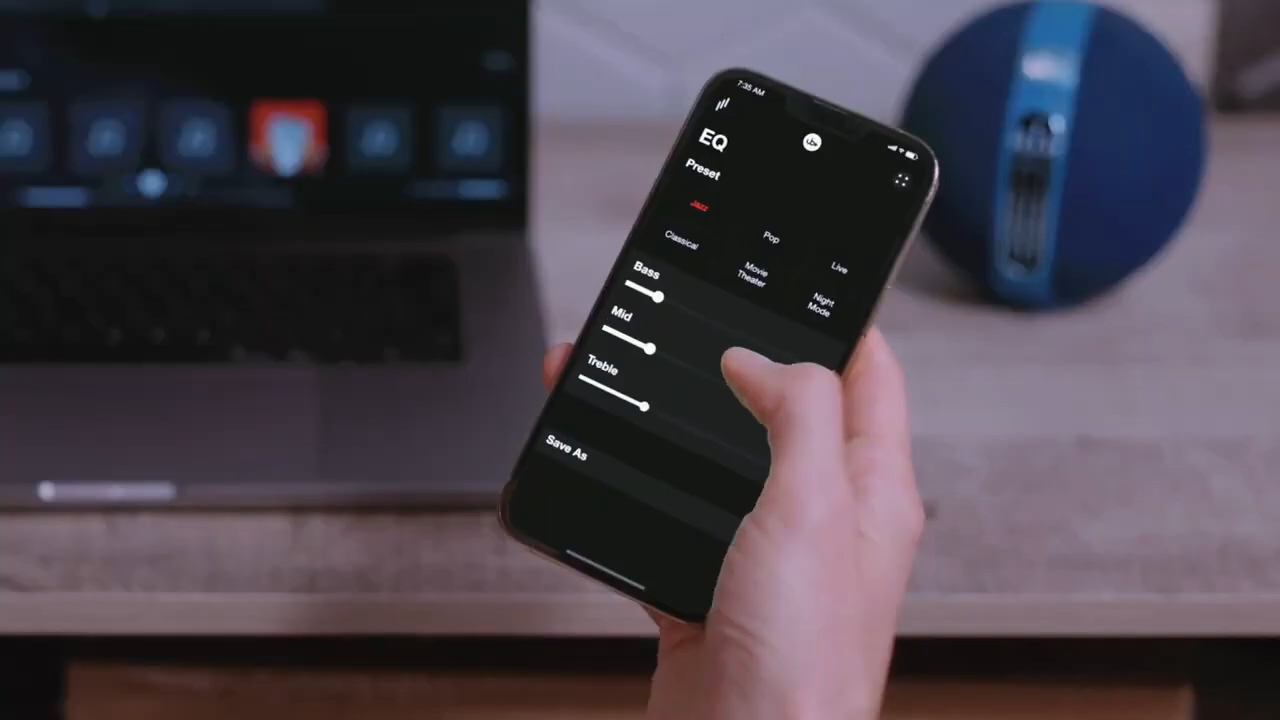 7:35 AM
EQ
Preset
Jazz
Pop
Live
Classical
Movie
Theater
Night
Mode
Bass
Mid
Treble
Save As